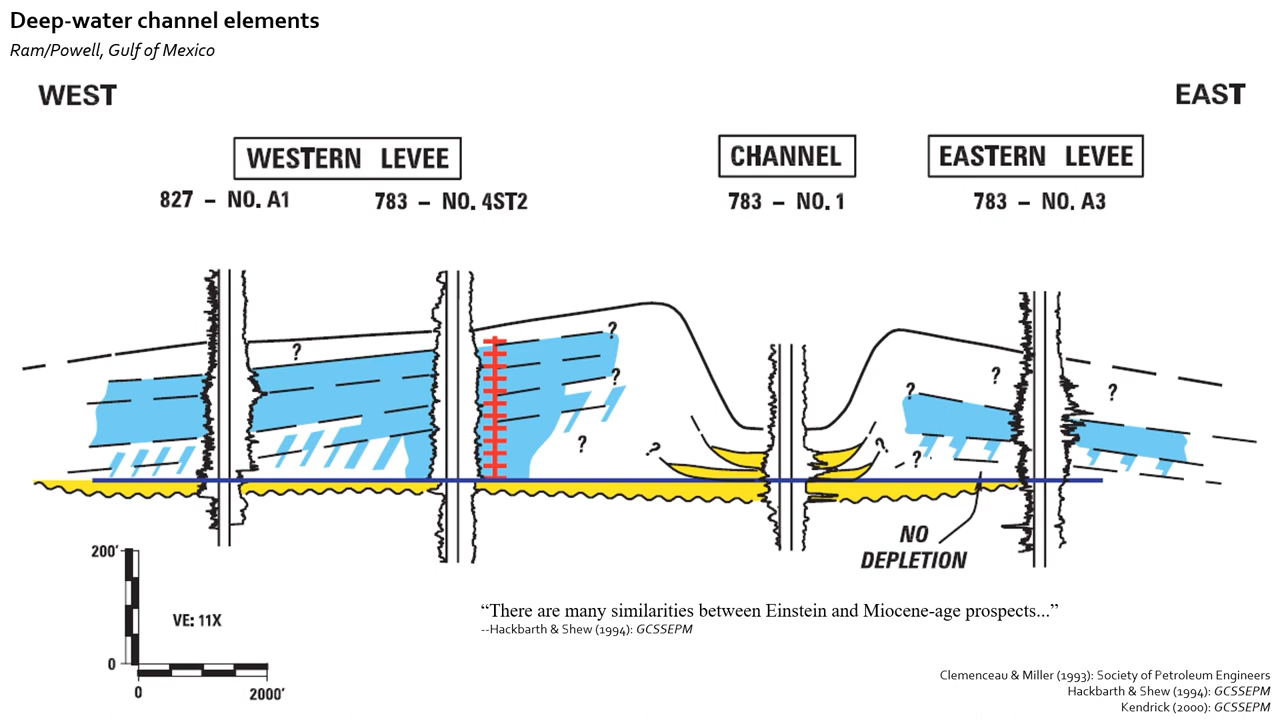 Deep-water channel elements
Ram/Powell, Gulf of Mexico
WEST
EAST
WESTERN LEVEE
CHANNEL
EASTERN LEVEE
827 – NO. A1
783 – NO. 4ST2
783 – NO. 1
783 – NO. A3
?
?
?
?
?
?
?
?
?
?
NO
DEPLETION
200'
VE: 11X
0
0
2000'
“There are many similarities between Einstein and Miocene-age prospects...”
--Hackbarth & Shew (1994): GCSSEPM
Clemenceau & Miller (1993): Society of Petroleum Engineers
Hackbarth & Shew (1994): GCSSEPM
Kendrick (2000): GCSSEPM